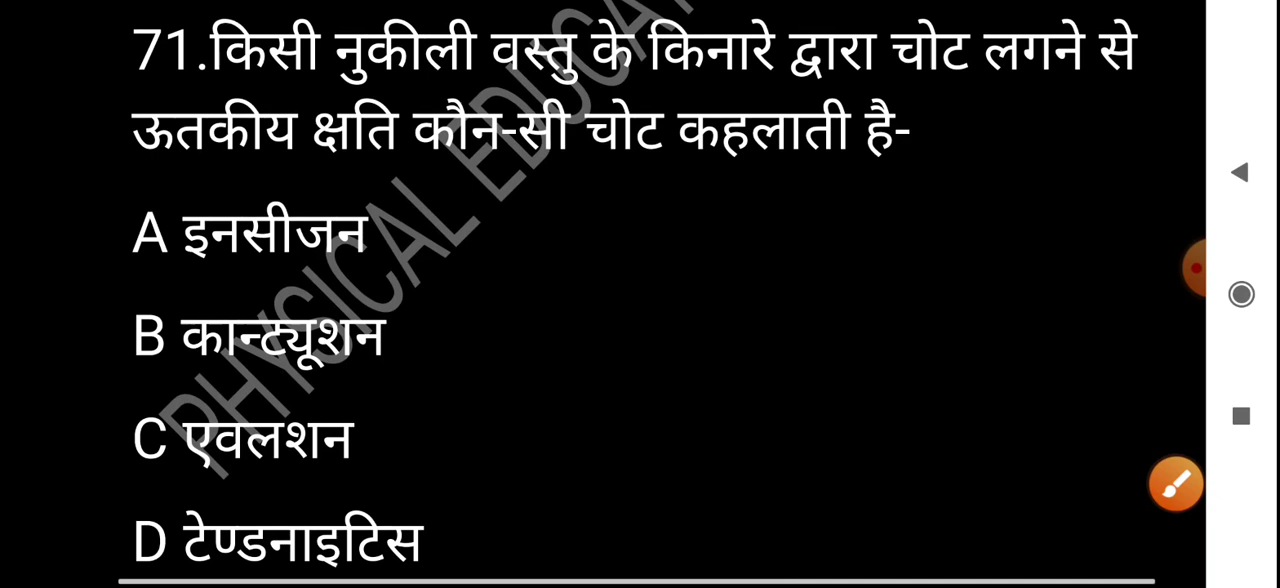 71.किसी नुकीली वस्तु के किनारे द्वारा चोट लगने से
ऊतकीय क्षति कौन-सी चोट कहलाती है-
A इनसीजन
B कान्ट्यूशन
C एवलशन
D टेण्डनाइटिस
PHYSICAL EDUCA